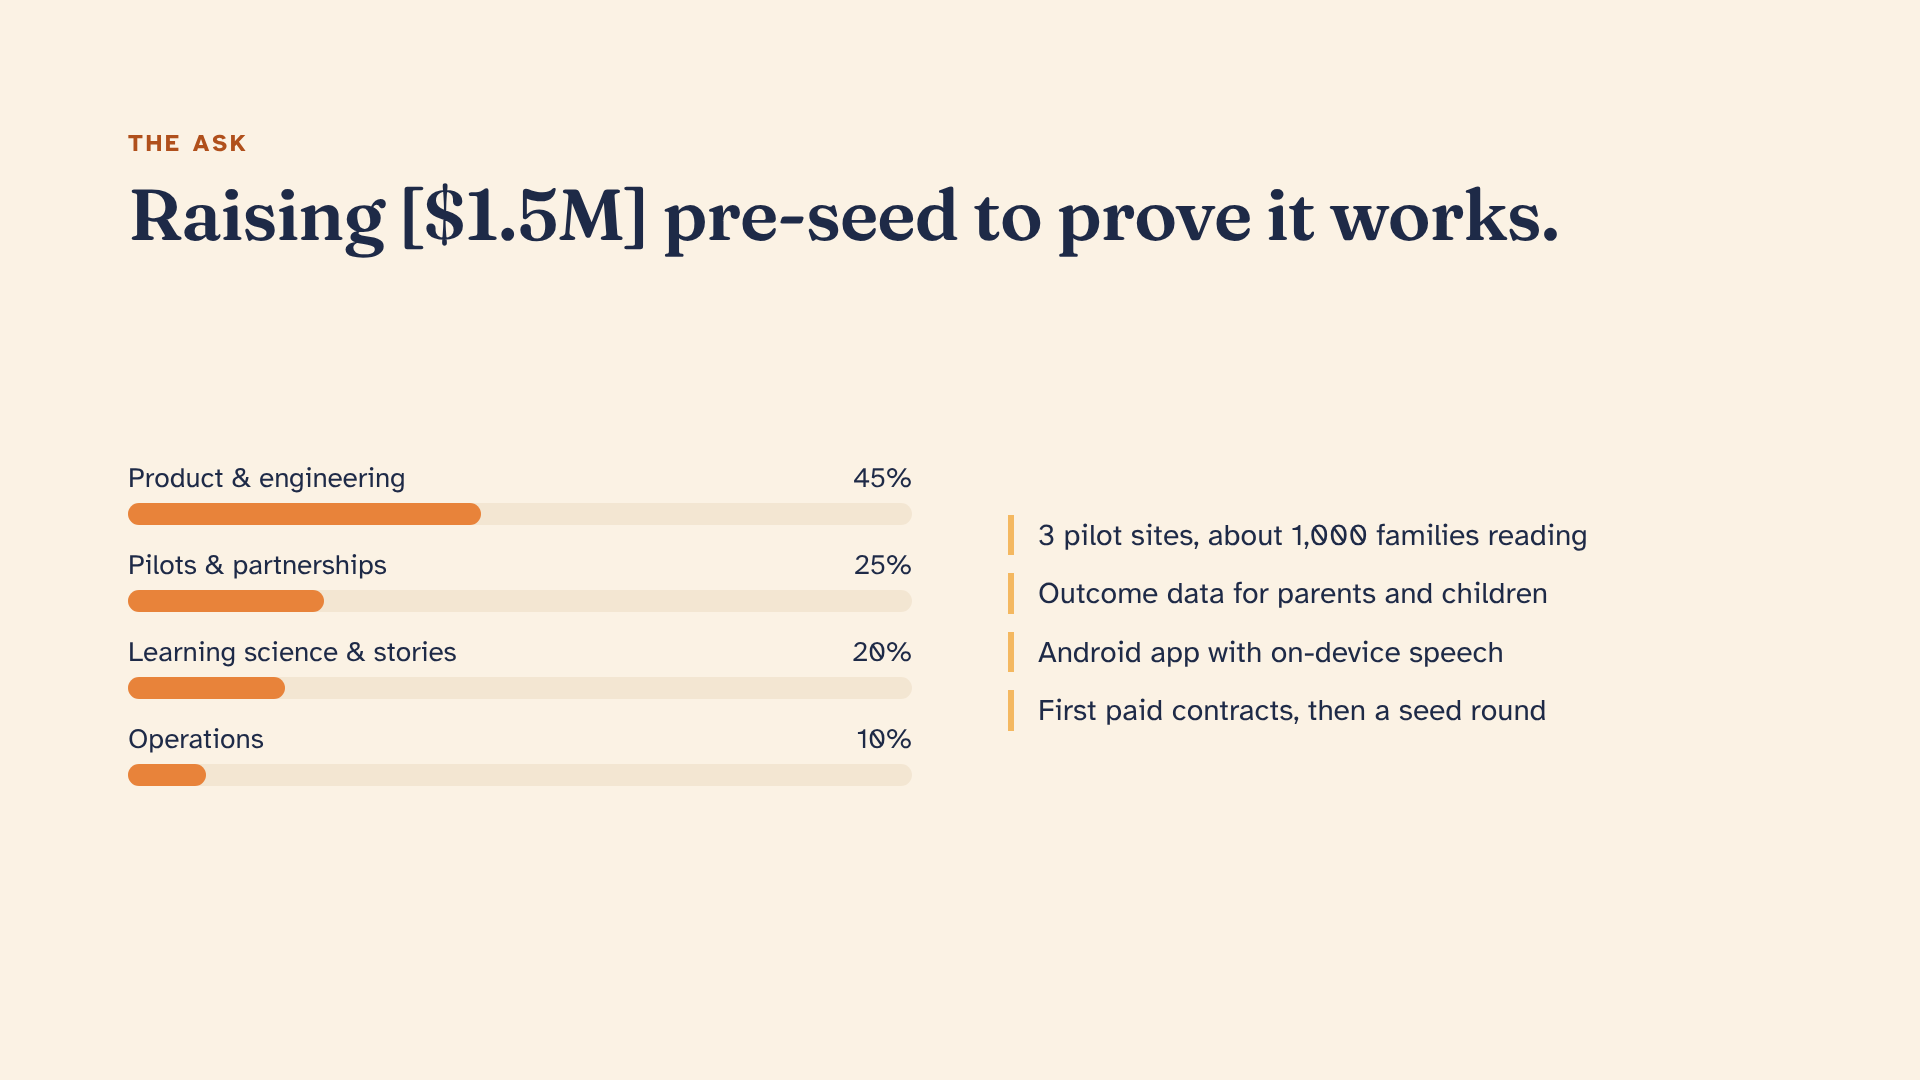 THE ASK
Raising [$1.5M] pre-seed to prove it works.
Product & engineering 45%
Pilots & partnerships 25%
Learning science & stories 20%
Operations 10%
3 pilot sites, about 1,000 families reading
Outcome data for parents and children
Android app with on-device speech
First paid contracts, then a seed round